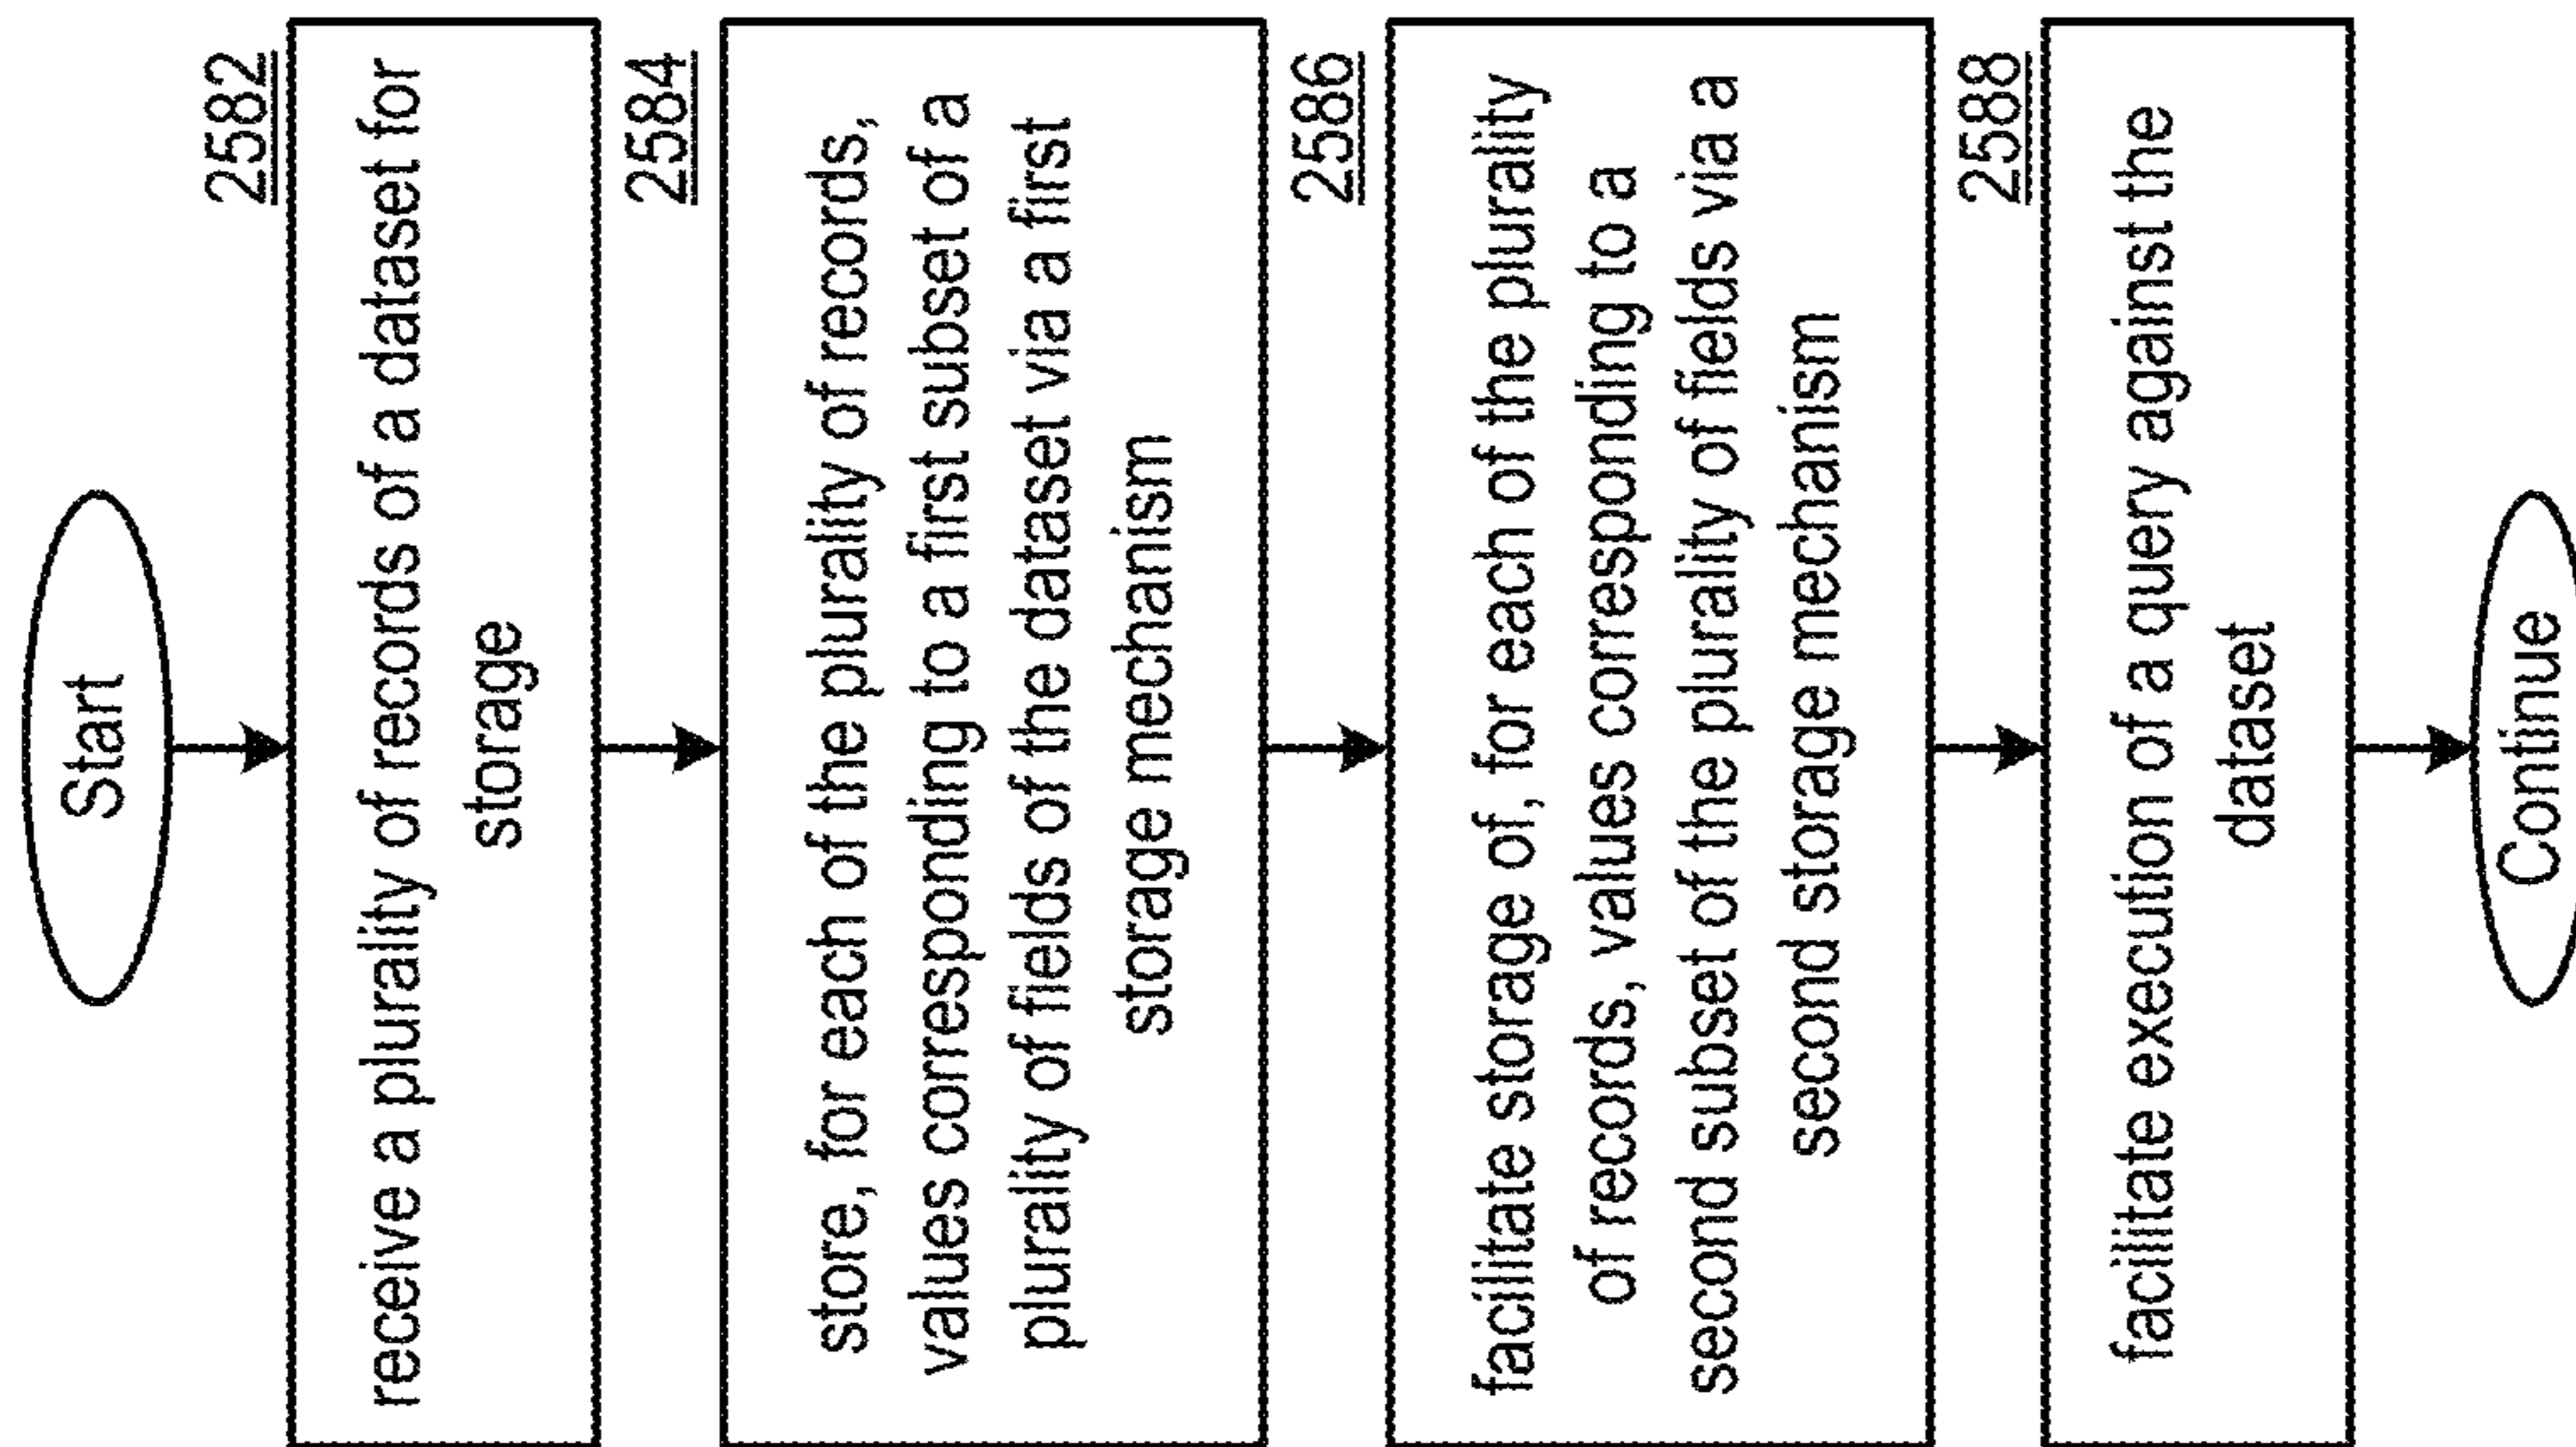 Start
2582
receive a plurality of records of a dataset for
storage
2584
store, for each of the plurality of records,
values corresponding to a first subset of a
plurality of fields of the dataset via a first
storage mechanism
2586
facilitate storage of, for each of the plurality
of records, values corresponding to a
second subset of the plurality of fields via a
second storage mechanism
2588
facilitate execution of a query against the
dataset
Continue